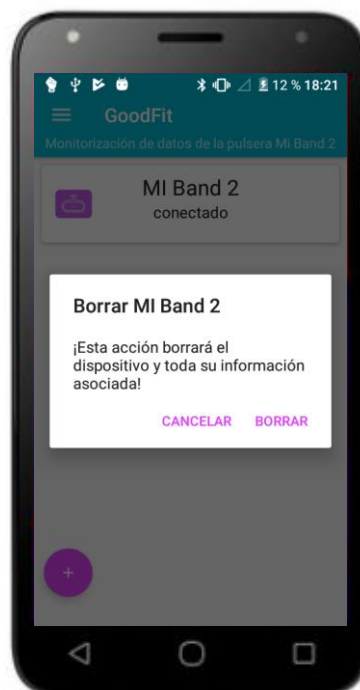 12 % 18:21
GoodFit
Monitorización de datos de la pulsera Mi Band 2
MI Band 2
conectado
Borrar MI Band 2
¡Esta acción borrará el
dispositivo y toda su información
asociada!
CANCELAR BORRAR
+